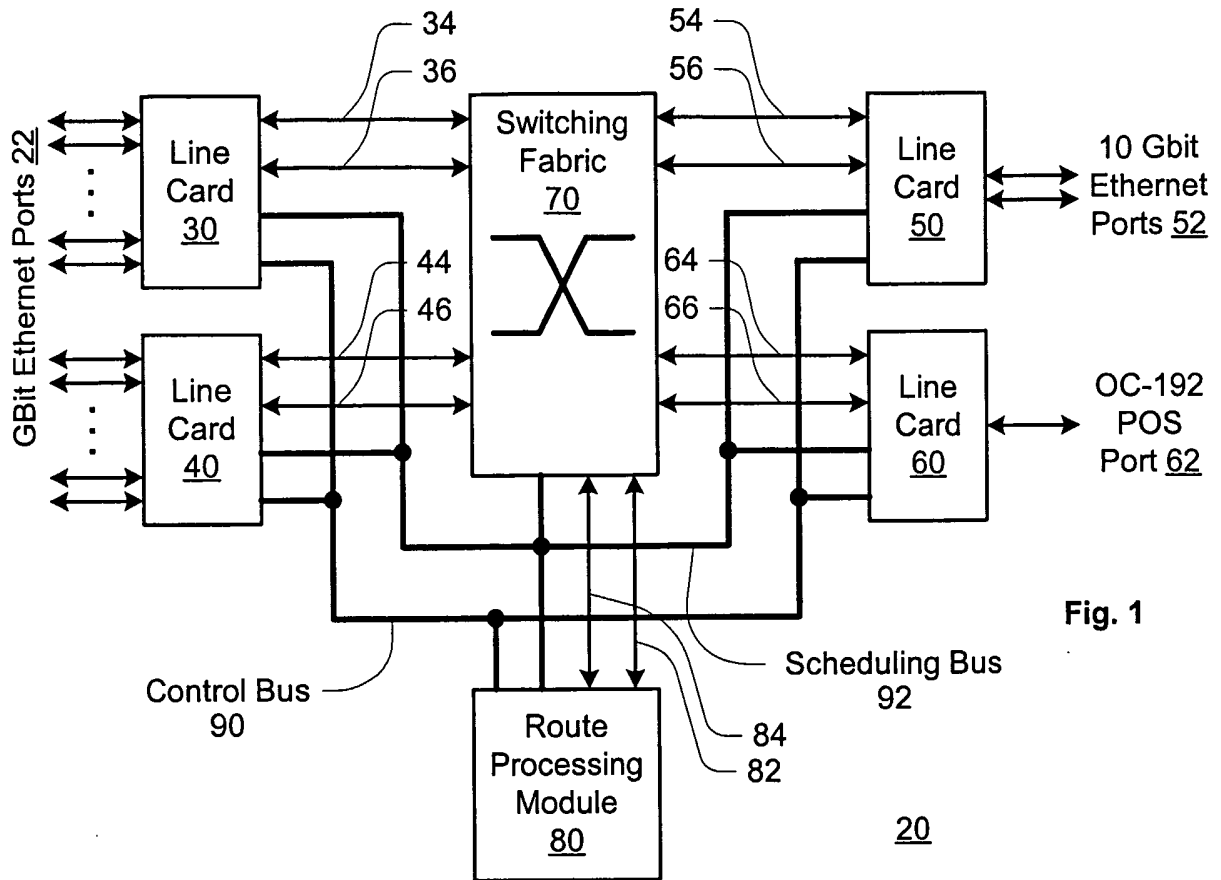 34
36
54
56
GBit Ethernet Ports 22
Line
Card
30
Switching
Fabric
70
Line
Card
50
10 Gbit
Ethernet
Ports 52
44
46
64
66
Line
Card
40
Line
Card
60
OC-192
POS
Port 62
Fig. 1
Control Bus
90
Scheduling Bus
92
Route
Processing
Module
80
84
82
20